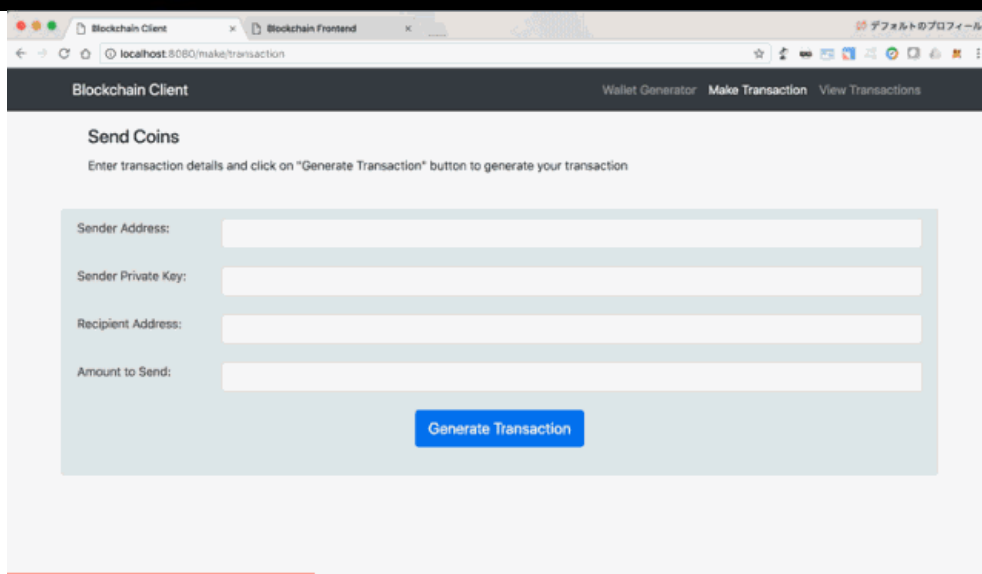 Blockchain Client
Blockchain Frontend
デフォルトのプロフィール
localhost:8080/make/transaction
Blockchain Client
Wallet Generator Make Transaction View Transactions
Send Coins
Enter transaction details and click on "Generate Transaction" button to generate your transaction
Sender Address:
Sender Private Key:
Recipient Address:
Amount to Send:
Generate Transaction